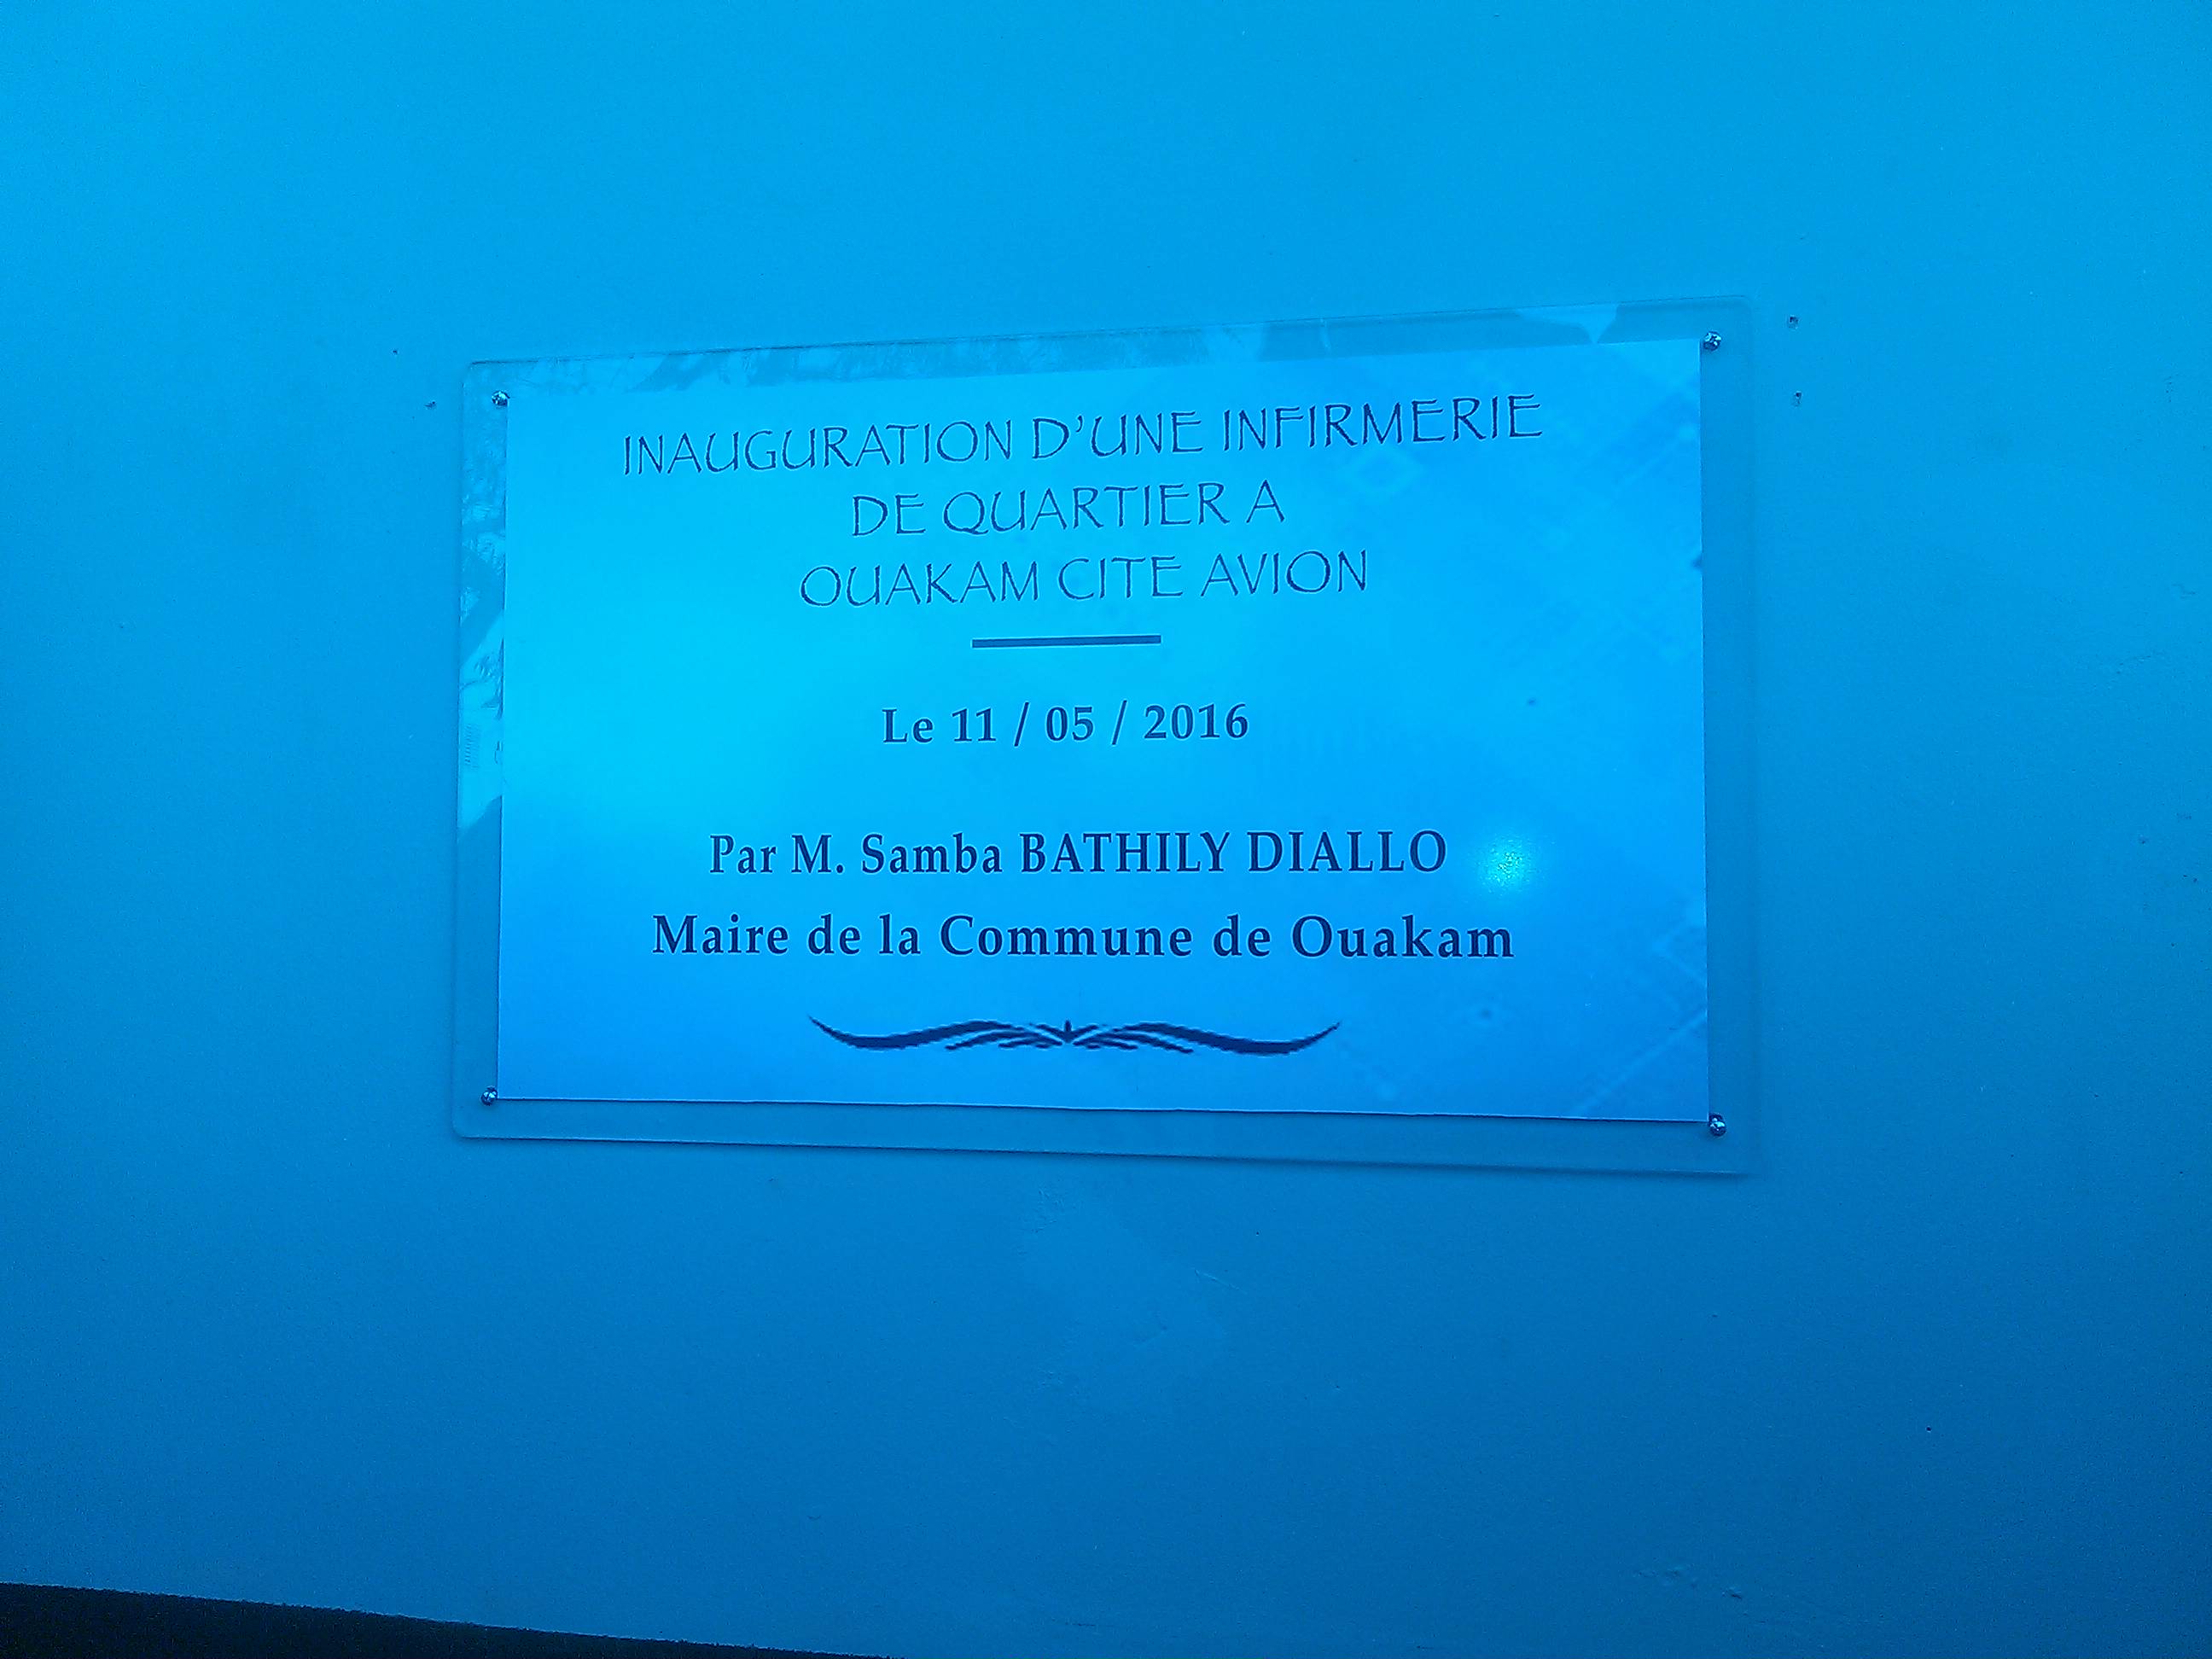 INAUGURATION D'UNE INFIRMERIE
DE QUARTIER A
OUAKAM CITE AVION
Le 11 / 05 / 2016
Par M. Samba BATHILY DIALLO
Maire de la Commune de Ouakam